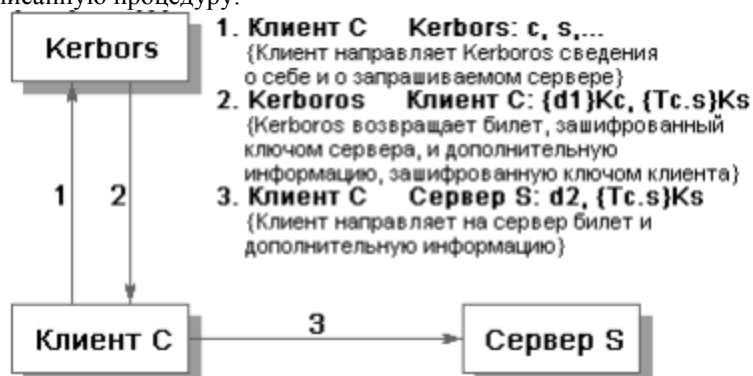 исанную процедуру:
Kerbors
1. Клиент C Kerbors: c, s,...
{Клиент направляет Kerboros сведения
о себе и о запрашиваемом сервере}
2. Kerboros Клиент C: {d1}Kc, {Tc.s}Ks
{Kerboros возвращает билет, зашифрованный
ключом сервера, и дополнительную
информацию, зашифрованную ключом клиента}
3. Клиент C Сервер S: d2, {Tc.s}Ks
{Клиент направляет на сервер билет и
дополнительную информацию}
1 2
Клиент C
3
Сервер S